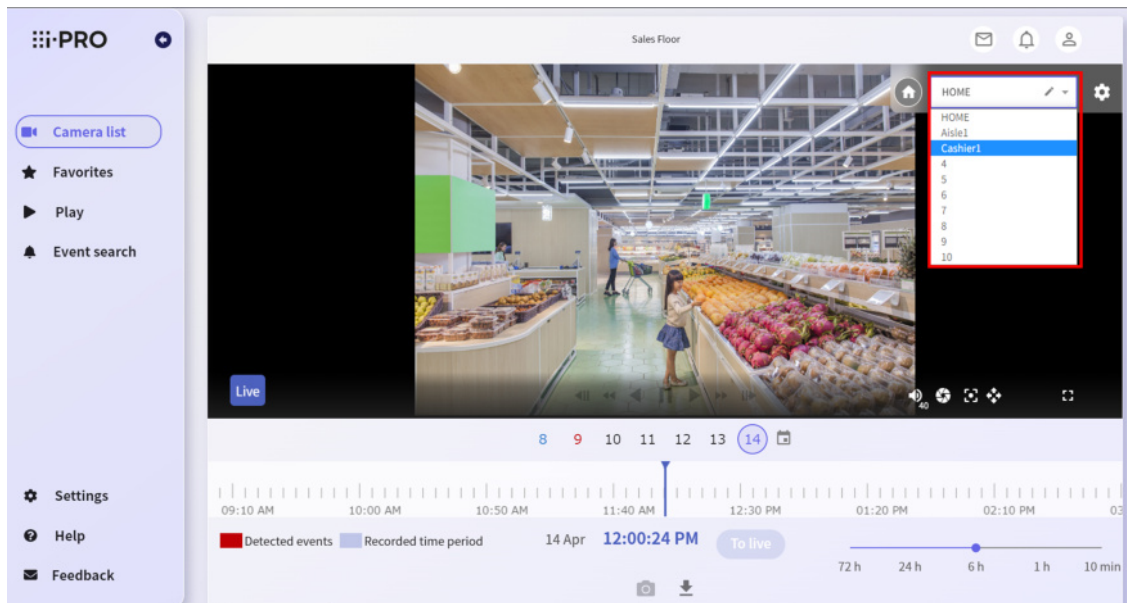 i-PRO
Sales Floor
HOME
HOME
Aisle1
Cashier1
4
5
6
7
8
9
10
Camera list
Favorites
Play
Event search
Live
40
8 9 10 11 12 13 14
09:10 AM 10:00 AM 10:50 AM 11:40 AM 12:30 PM 01:20 PM 02:10 PM 03
Settings
Help
Feedback
Detected events Recorded time period 14 Apr 12:00:24 PM To live
72 h 24 h 6 h 1 h 10 min